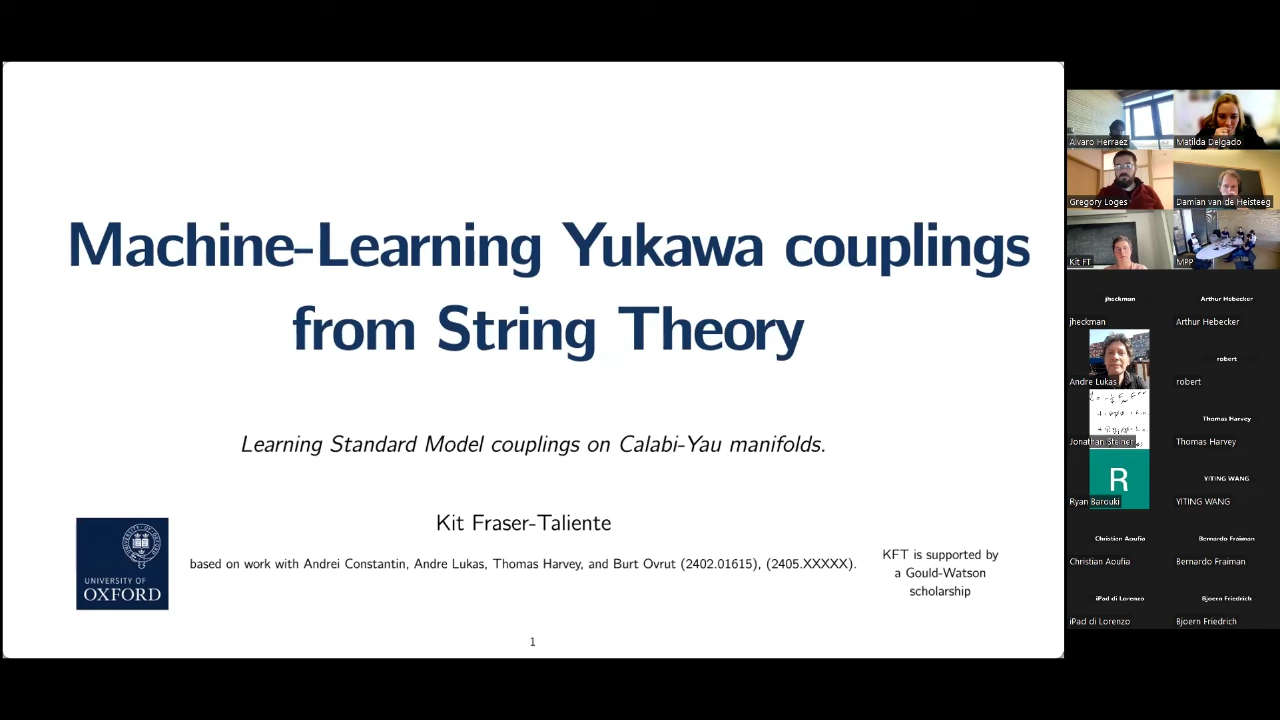 Machine-Learning Yukawa couplings
from String Theory
Learning Standard Model couplings on Calabi-Yau manifolds.
Kit Fraser-Taliente
based on work with Andrei Constantin, Andre Lukas, Thomas Harvey, and Burt Ovrut (2402.01615), (2405.XXXXX).
KFT is supported by
a Gould-Watson
scholarship
UNIVERSITY OF
OXFORD
1
Alvaro Herraez
Matilda Delgado
Gregory Loges
Damian van de Heisteeg
Kit FT
MPP
jheckman
Arthur Hebecker
jheckman
Arthur Hebecker
robert
Andre Lukas
robert
Thomas Harvey
Jonathan Steiner
Thomas Harvey
R
YITING WANG
Ryan Barouki
YITING WANG
Christian Aoufia
Bernardo Fraiman
Christian Aoufia
Bernardo Fraiman
iPad di Lorenzo
Bjoern Friedrich
iPad di Lorenzo
Bjoern Friedrich